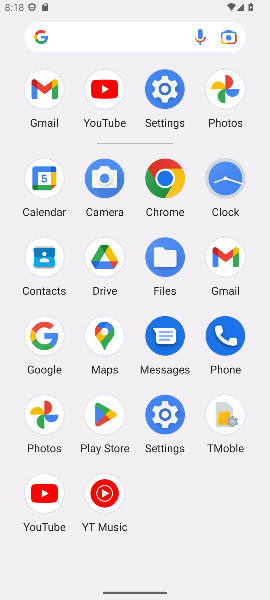 8:18
Gmail YouTube Settings Photos
Calendar Camera Chrome Clock
Contacts Drive Files Gmail
Google Maps Messages Phone
Photos Play Store Settings TMoble
YouTube YT Music